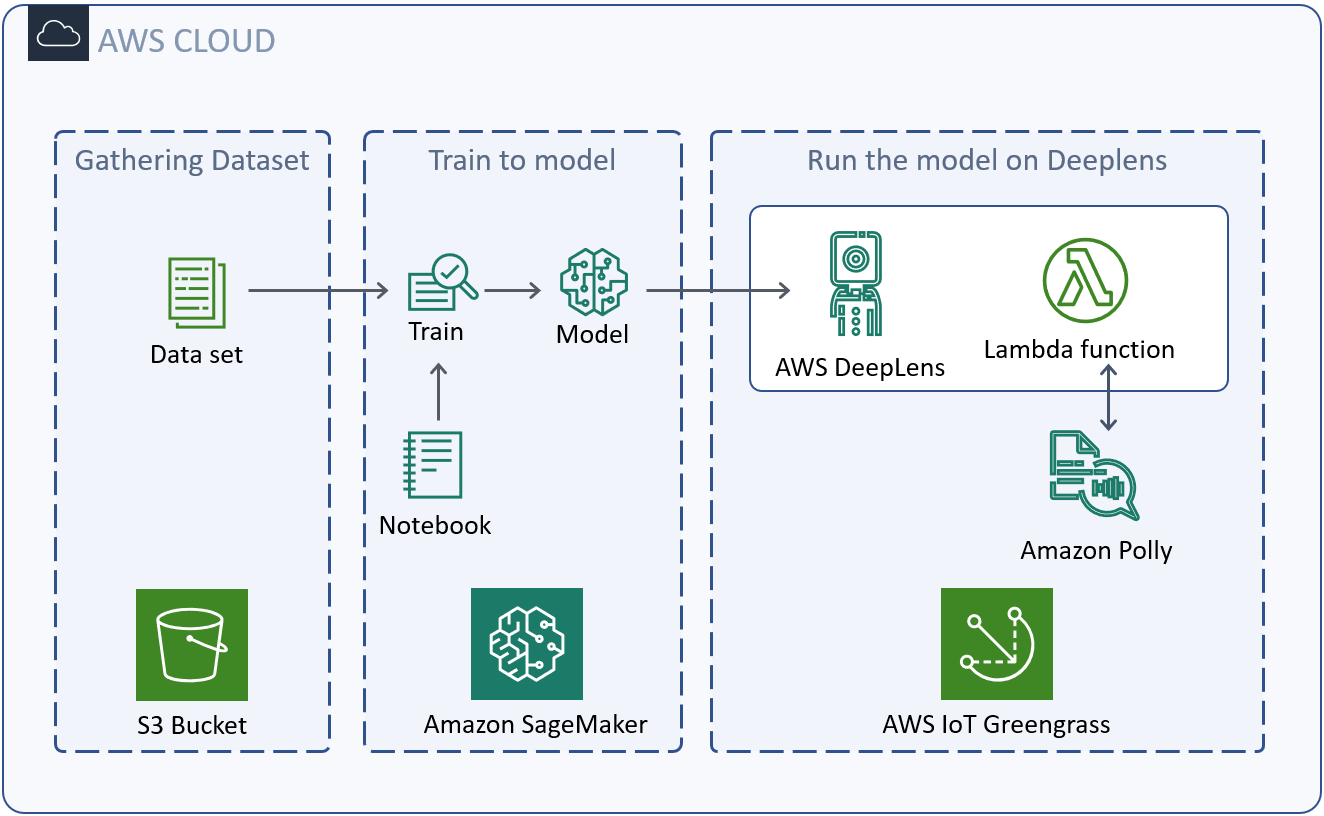 AWS CLOUD
Gathering Dataset
Data set
S3 Bucket
Train to model
Train
Model
Notebook
Amazon SageMaker
Run the model on Deeplens
AWS DeepLens
Lambda function
Amazon Polly
AWS IoT Greengrass